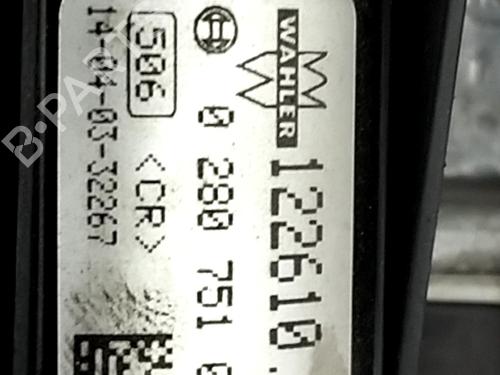 WAHLER
122610.
0 280 751 0
506 <CR>
14-04-03-32267
B-PARTS